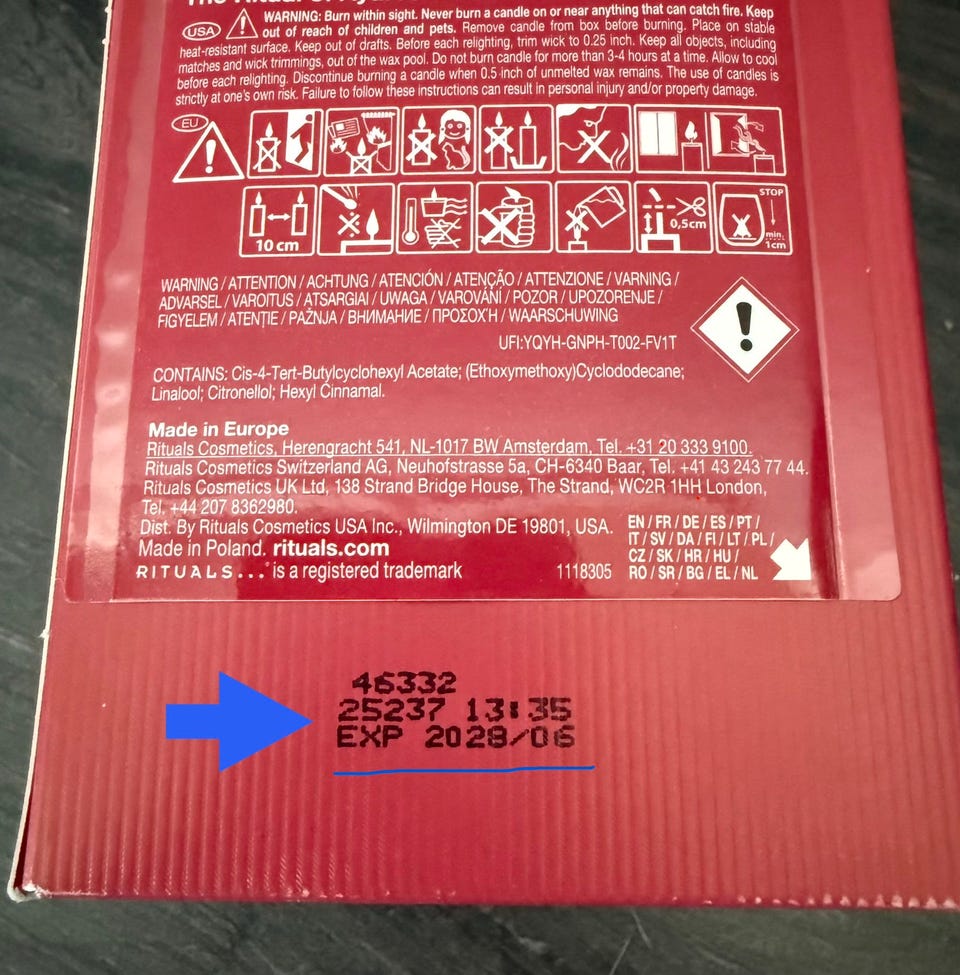 The Ritual of
USA
WARNING: Burn within sight. Never burn a candle on or near anything that can catch fire. Keep
out of reach of children and pets. Remove candle from box before burning. Place on stable
heat-resistant surface. Keep out of drafts. Before each relighting, trim wick to 0.25 inch. Keep all objects, including
matches and wick trimmings, out of the wax pool. Do not burn candle for more than 3-4 hours at a time. Allow to cool
before each relighting. Discontinue burning a candle when 0.5 inch of unmelted wax remains. The use of candles is
strictly at one's own risk. Failure to follow these instructions can result in personal injury and/or property damage.
EU
10 cm
0,5cm
STOP
min.
1cm
WARNING / ATTENTION / ACHTUNG / ATENCIÓN / ATENÇÃO / ATTENZIONE / VARNING /
ADVARSEL / VAROITUS / ATSARGIAI / UWAGA / VAROVÁNÍ / POZOR / UPOZORENJE /
FIGYELEM / ATENȚIE / PAŽNJA / ВНИМАНИЕ / ΠΡΟΣΟΧΉ / WAARSCHUWING
UFI:YQYH-GNPH-T002-FV1T
CONTAINS: Cis-4-Tert-Butylcyclohexyl Acetate; (Ethoxymethoxy)Cyclododecane;
Linalool; Citronellol; Hexyl Cinnamal.
Made in Europe
Rituals Cosmetics, Herengracht 541, NL-1017 BW Amsterdam, Tel. +31 20 333 9100.
Rituals Cosmetics Switzerland AG, Neuhofstrasse 5a, CH-6340 Baar, Tel. +41 43 243 77 44.
Rituals Cosmetics UK Ltd, 138 Strand Bridge House, The Strand, WC2R 1HH London,
Tel. +44 207 8362980.
Dist. By Rituals Cosmetics USA Inc., Wilmington DE 19801, USA.
Made in Poland. rituals.com
RITUALS... is a registered trademark
1118305
EN / FR / DE / ES / PT /
IT / SV / DA / FI / LT / PL /
CZ / SK / HR / HU /
RO / SR / BG / EL / NL
46332
25237 13:35
EXP 2028/06